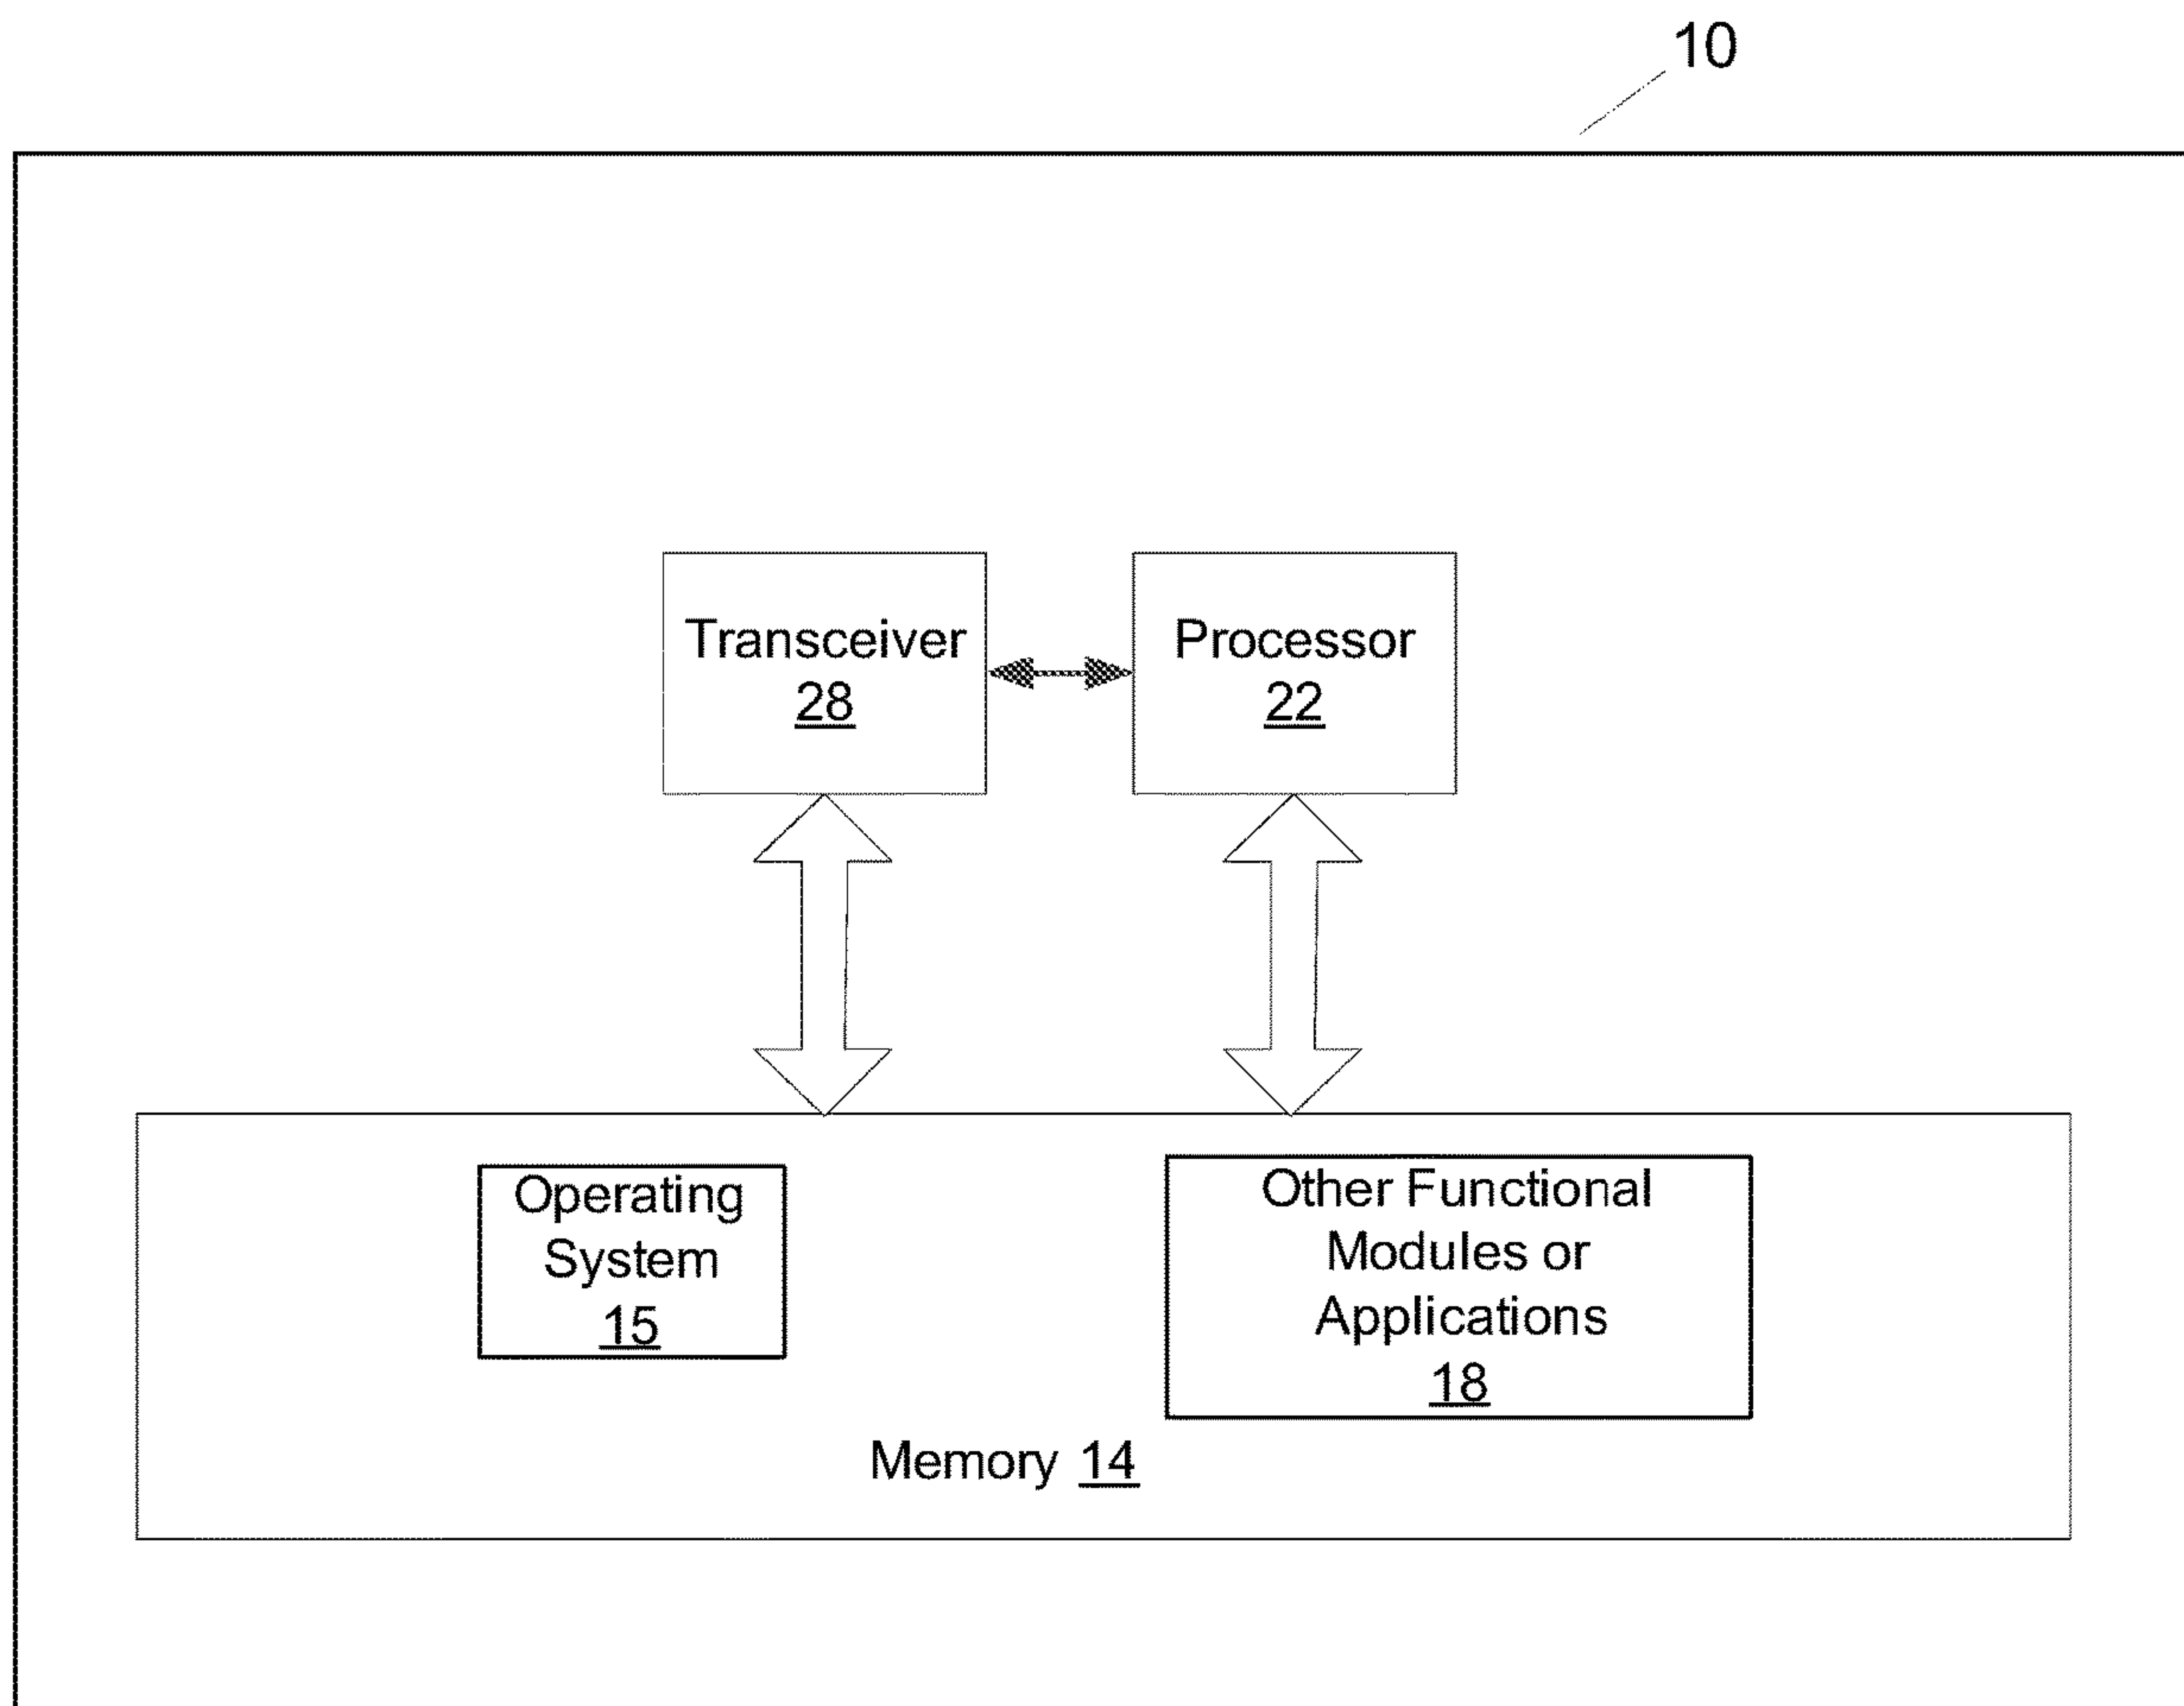 10
Transceiver
28
Processor
22
Operating
System
15
Other Functional
Modules or
Applications
18
Memory 14